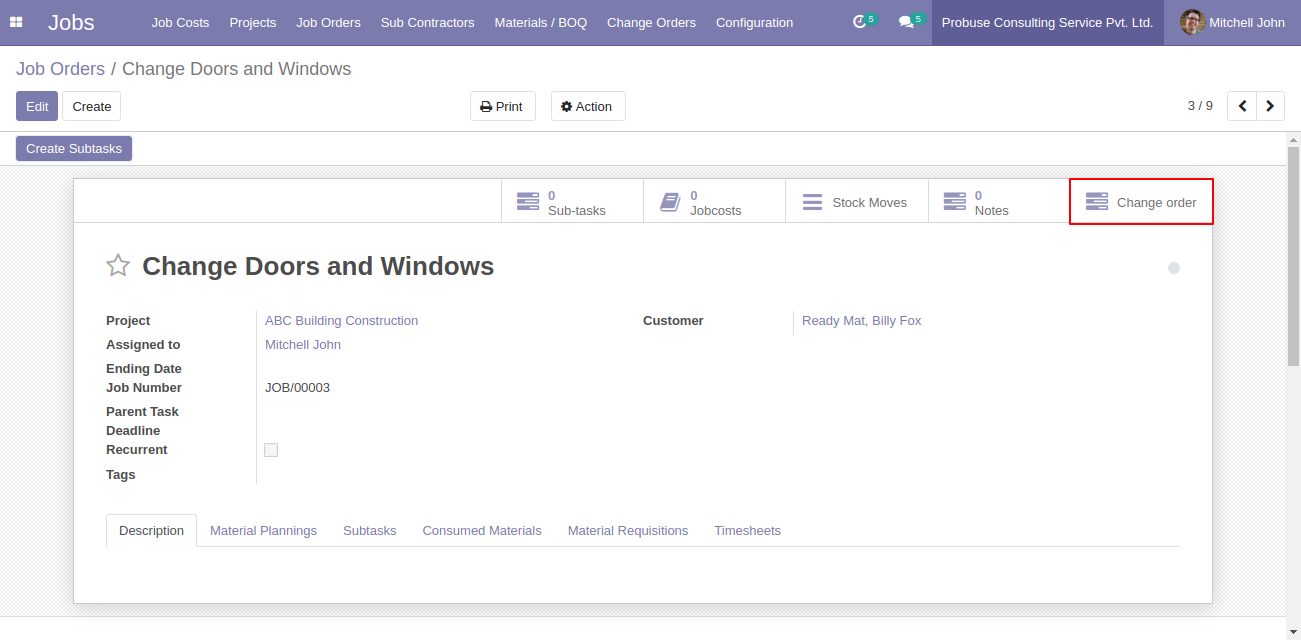 Jobs Job Costs Projects Job Orders Sub Contractors Materials / BOQ Change Orders Configuration 5 5 Probuse Consulting Service Pvt. Ltd. Mitchell John
Job Orders / Change Doors and Windows
Edit Create Print Action 3 / 9
Create Subtasks
0 Sub-tasks
0 Jobcosts
Stock Moves
0 Notes
Change order
Change Doors and Windows
Project ABC Building Construction
Customer Ready Mat, Billy Fox
Assigned to Mitchell John
Ending Date
Job Number JOB/00003
Parent Task
Deadline
Recurrent
Tags
Description Material Plannings Subtasks Consumed Materials Material Requisitions Timesheets